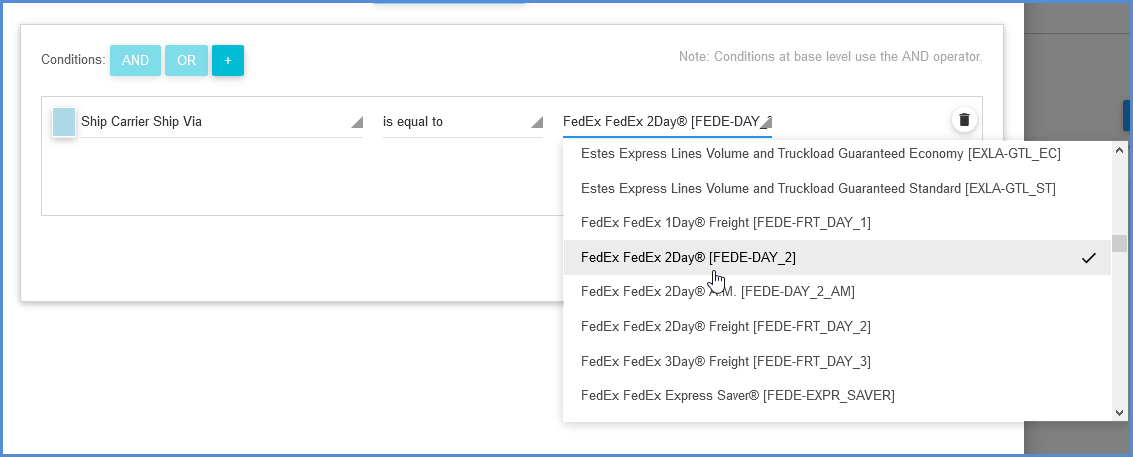 Conditions: AND OR + Note: Conditions at base level use the AND operator.
Ship Carrier Ship Via is equal to FedEx FedEx 2Day® [FEDE-DAY_2
Estes Express Lines Volume and Truckload Guaranteed Economy [EXLA-GTL_EC]
Estes Express Lines Volume and Truckload Guaranteed Standard [EXLA-GTL_ST]
FedEx FedEx 1Day® Freight [FEDE-FRT_DAY_1]
FedEx FedEx 2Day® [FEDE-DAY_2]
FedEx FedEx 2Day® A.M. [FEDE-DAY_2_AM]
FedEx FedEx 2Day® Freight [FEDE-FRT_DAY_2]
FedEx FedEx 3Day® Freight [FEDE-FRT_DAY_3]
FedEx FedEx Express Saver® [FEDE-EXPR_SAVER]